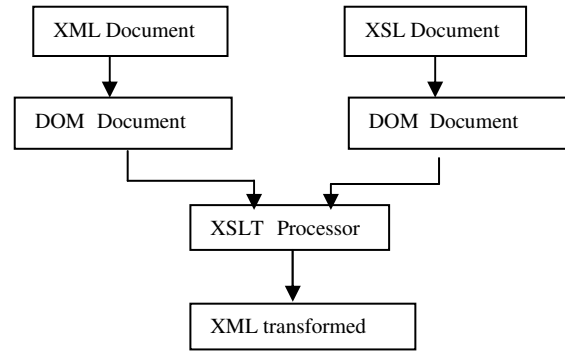 XML Document
XSL Document
DOM Document
DOM Document
XSLT Processor
XML transformed